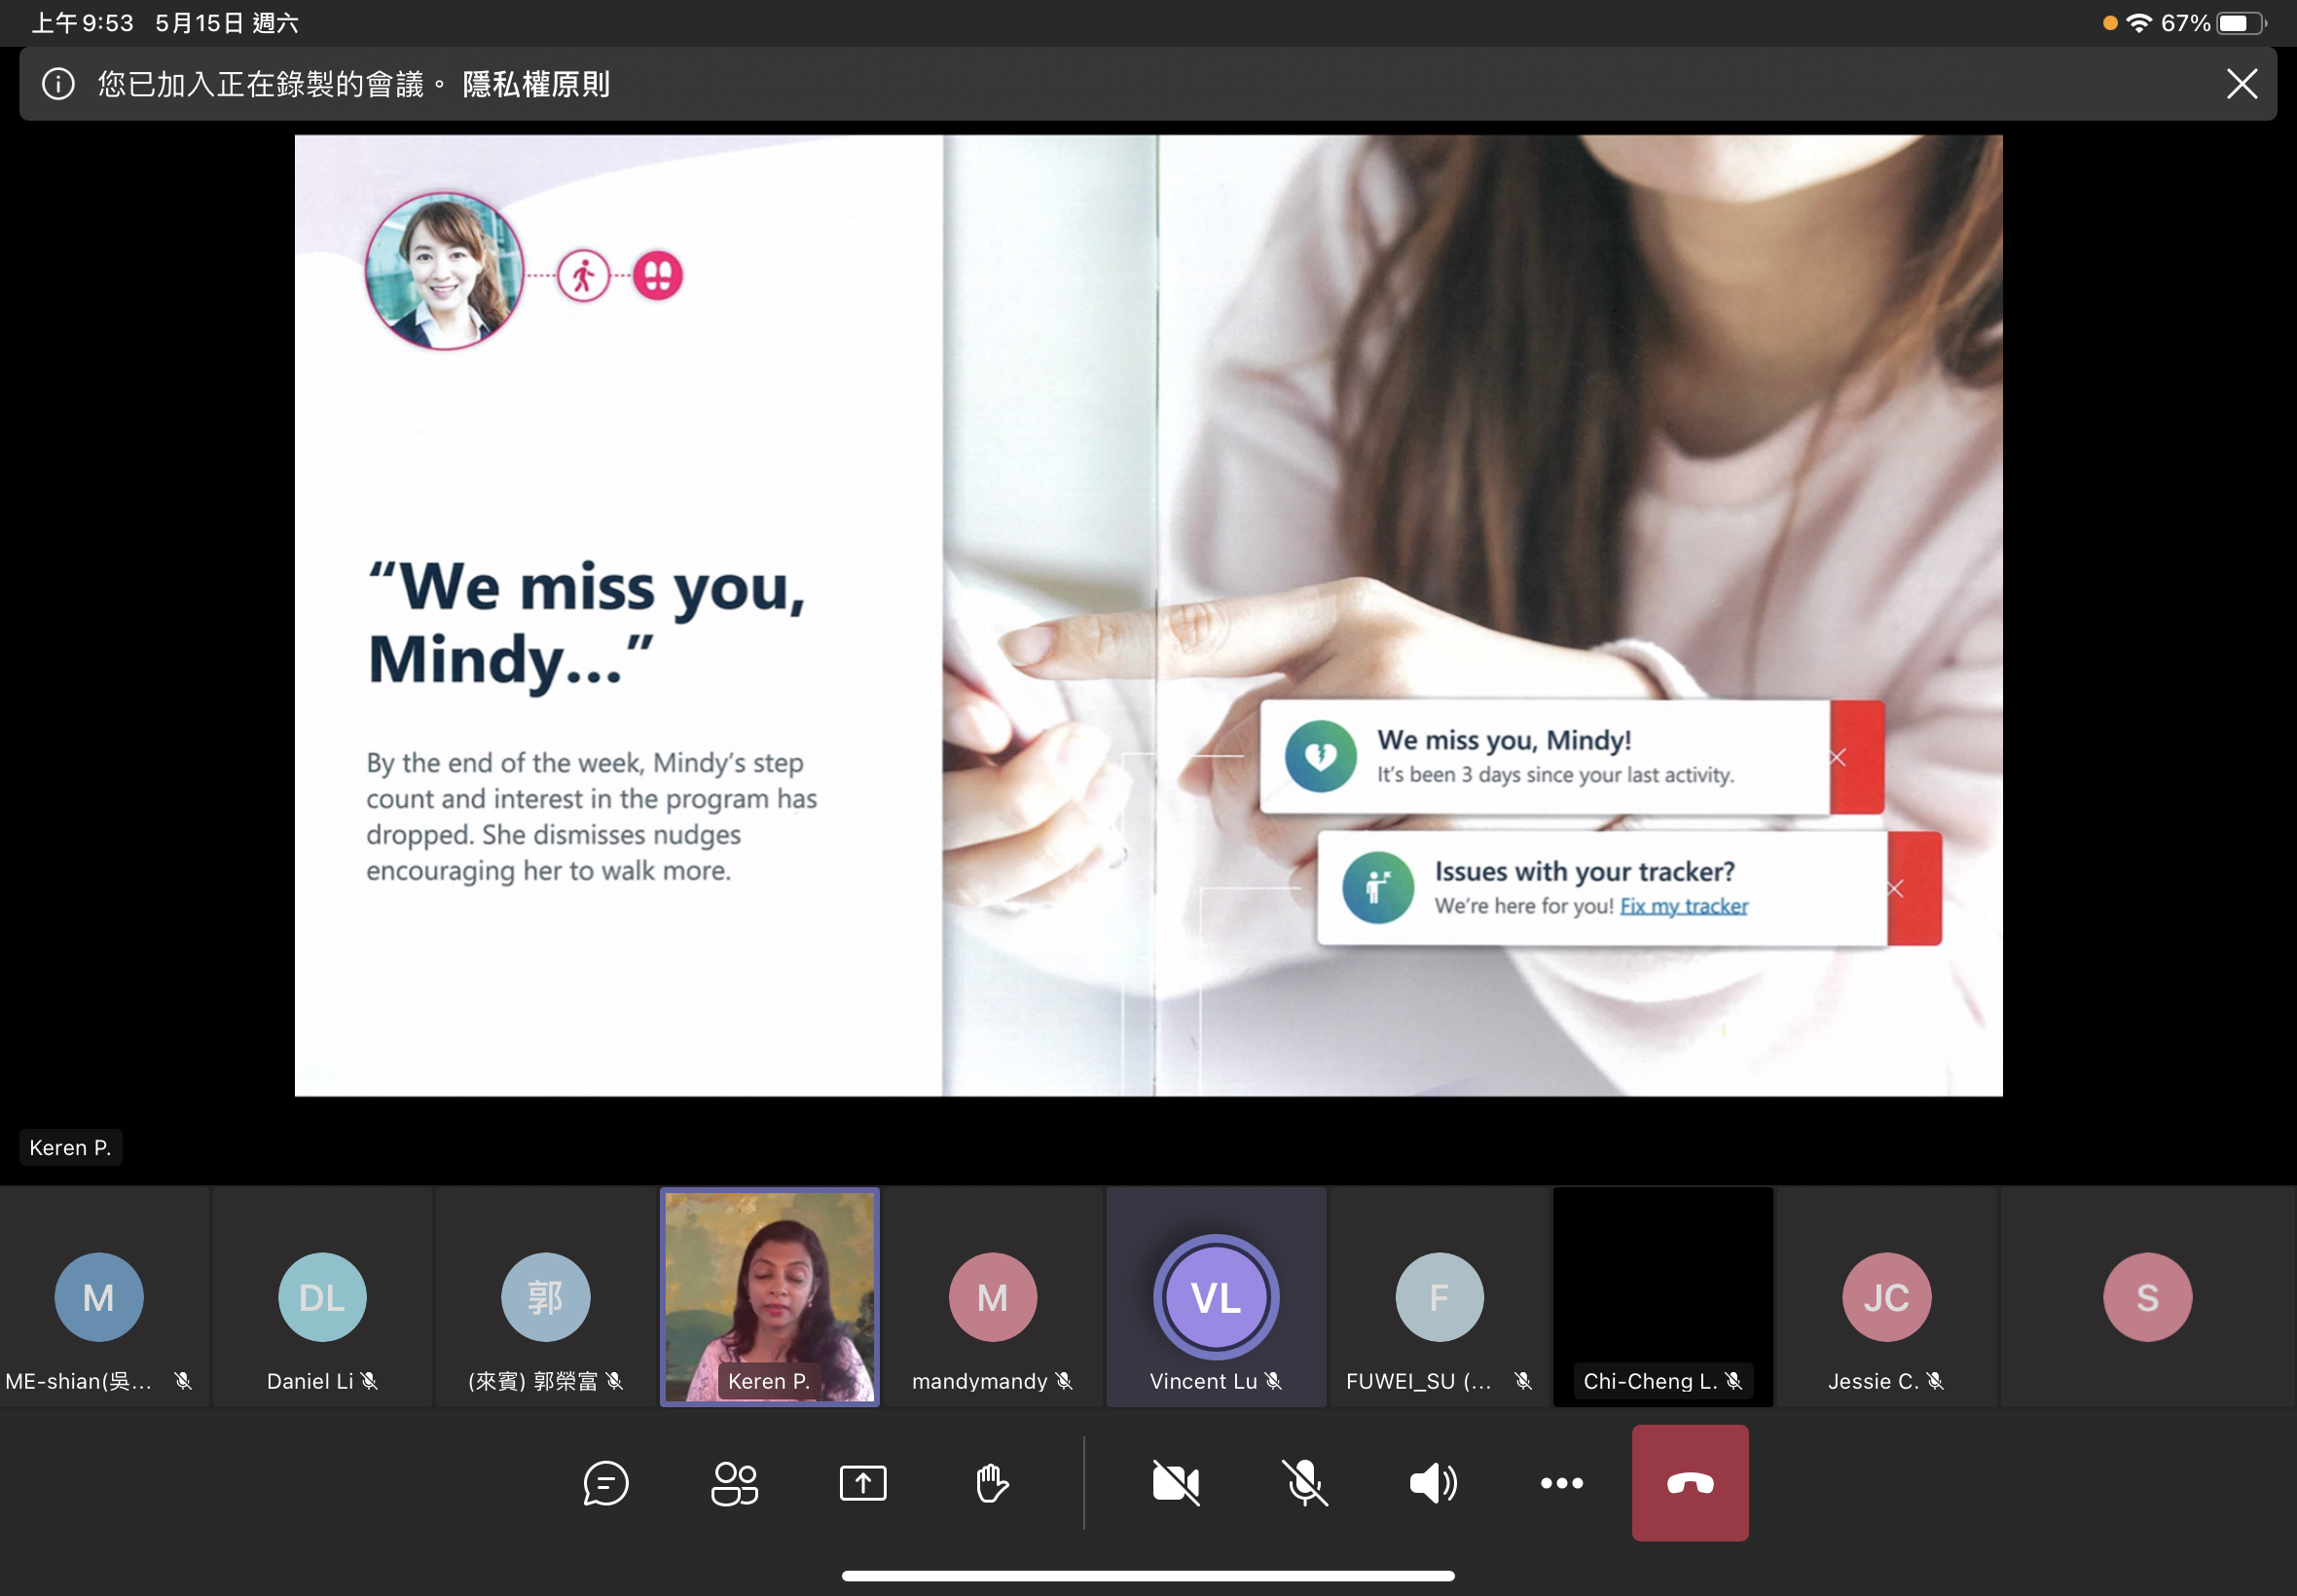 上午9:53 5月15日 週六
67%
您已加入正在錄製的會議。 隱私權原則
“We miss you,
Mindy...”
By the end of the week, Mindy’s step
count and interest in the program has
dropped. She dismisses nudges
encouraging her to walk more.
We miss you, Mindy!
It’s been 3 days since your last activity.
Issues with your tracker?
We’re here for you! Fix my tracker
Keren P.
M
DL
郭
M
VL
F
JC
S
ME-shian(吳...
Daniel Li
(來賓) 郭榮富
Keren P.
mandymandy
Vincent Lu
FUWEI_SU (...
Chi-Cheng L.
Jessie C.